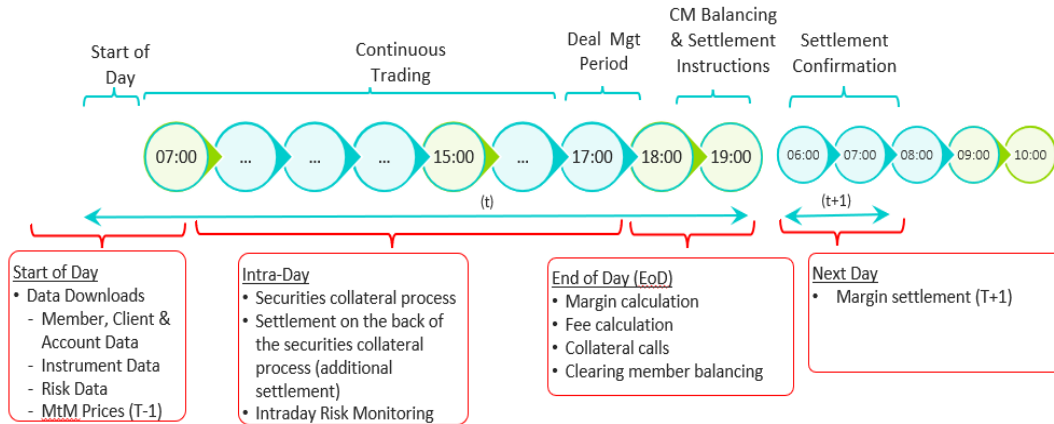 Start of
Day
Continuous
Trading
Deal Mgt
Period
CM Balancing
& Settlement
Instructions
Settlement
Confirmation
07:00
...
...
...
15:00
...
17:00
18:00
19:00
06:00
07:00
08:00
09:00
10:00
(t)
(t+1)
Start of Day
• Data Downloads
- Member, Client &
Account Data
- Instrument Data
- Risk Data
- MtM Prices (T-1)
Intra-Day
• Securities collateral process
• Settlement on the back of
the securities collateral
process (additional
settlement)
• Intraday Risk Monitoring
End of Day (EoD)
• Margin calculation
• Fee calculation
• Collateral calls
• Clearing member balancing
Next Day
• Margin settlement (T+1)